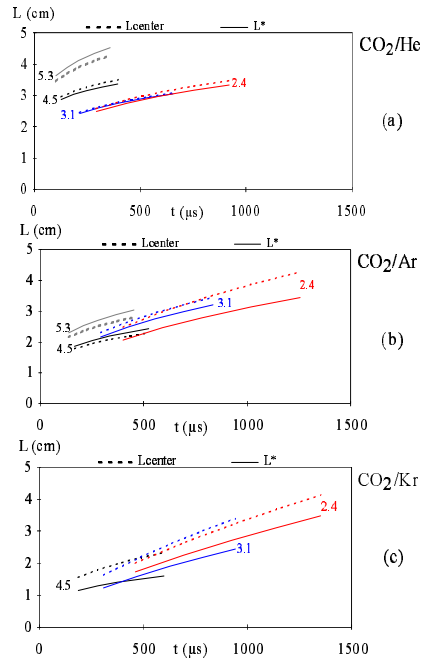 L (cm)
Lcenter L*
CO2/He
5
4
3
2
1
0
5.3
4.5
3.1
2.4
(a)
0 500 1000 1500
t (µs)
L (cm)
Lcenter L*
CO2/Ar
5
4
3
2
1
0
5.3
4.5
3.1
2.4
(b)
0 500 1000 1500
t (µs)
L (cm)
Lcenter L*
CO2/Kr
5
4
3
2
1
0
4.5
3.1
2.4
(c)
0 500 1000 1500
t (µs)